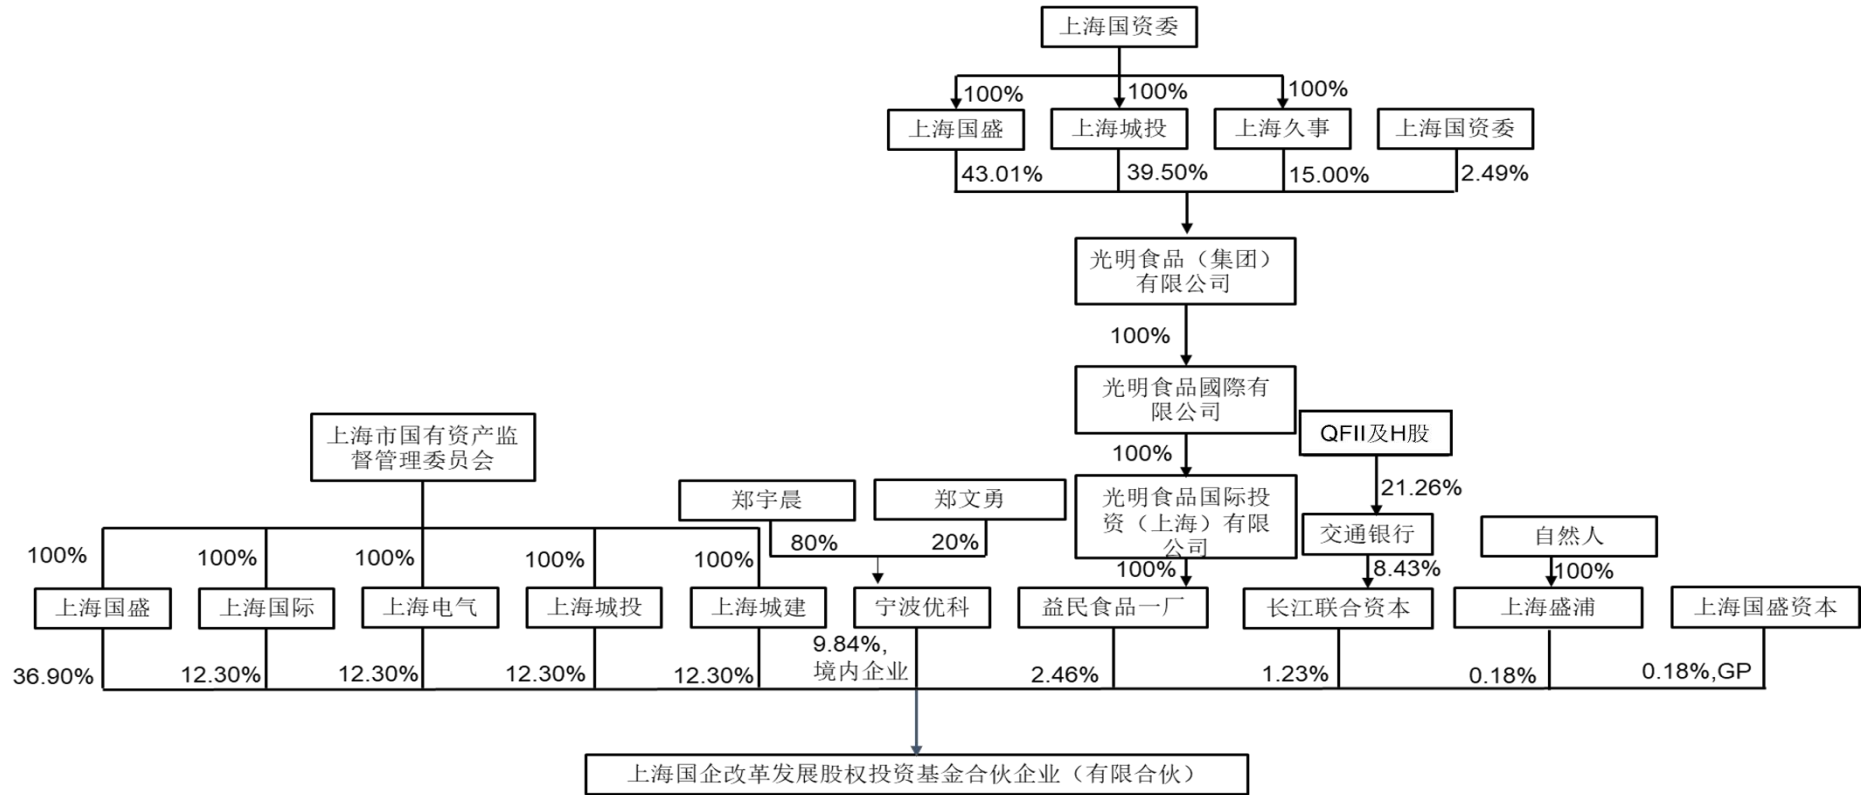 上海国资委
100%
100%
100%
上海国盛
上海城投
上海久事
上海国资委
43.01%
39.50%
15.00%
2.49%
光明食品（集团）
有限公司
100%
光明食品國際有
限公司
QFII及H股
上海市国有资产监
督管理委员会
100%
21.26%
郑宇晨
郑文勇
光明食品国际投
资（上海）有限
公司
交通银行
自然人
80%
20%
100%
100%
100%
100%
100%
100%
8.43%
100%
上海国盛
上海国际
上海电气
上海城投
上海城建
宁波优科
益民食品一厂
长江联合资本
上海盛浦
上海国盛资本
36.90%
12.30%
12.30%
12.30%
12.30%
9.84%,
境内企业
2.46%
1.23%
0.18%
0.18%,GP
上海国企改革发展股权投资基金合伙企业（有限合伙）